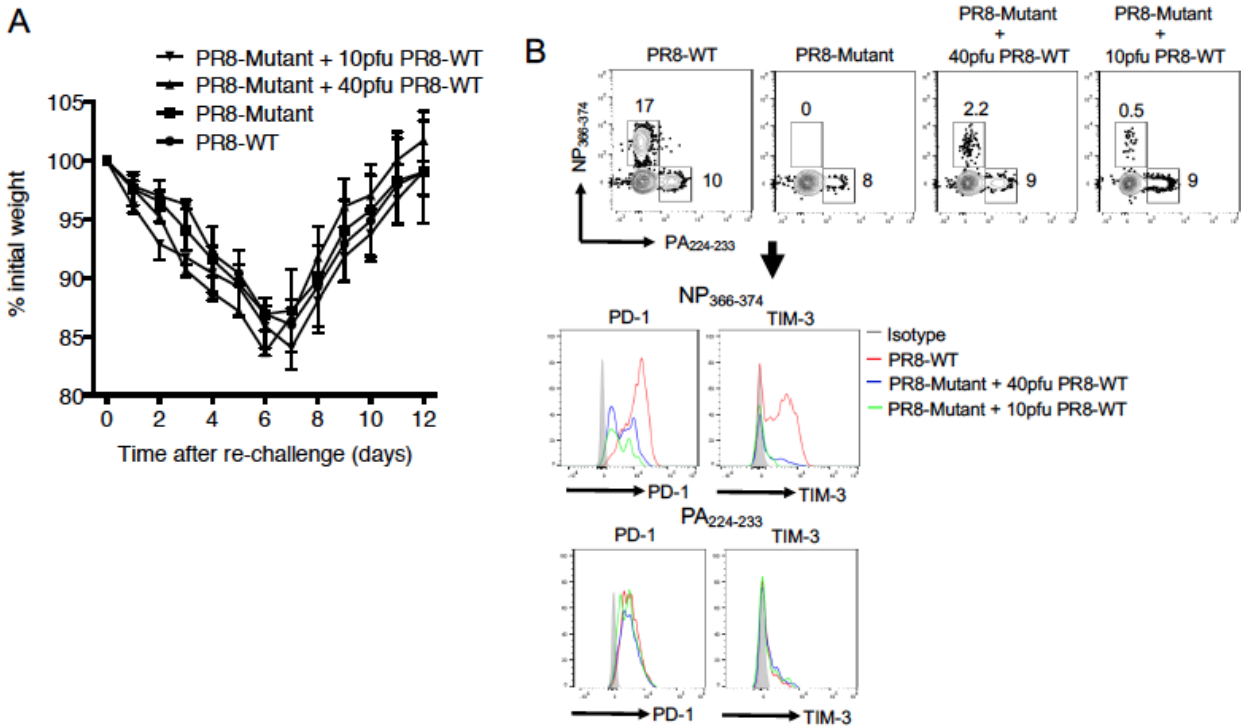 A
PR8-Mutant + 10pfu PR8-WT
PR8-Mutant + 40pfu PR8-WT
PR8-Mutant
PR8-WT
105
100
95
90
85
80
% initial weight
0 2 4 6 8 10 12
Time after re-challenge (days)
B
PR8-WT
PR8-Mutant
PR8-Mutant
+
40pfu PR8-WT
PR8-Mutant
+
10pfu PR8-WT
17
10
0
8
2.2
9
0.5
9
NP366-374
PA224-233
NP366-374
PD-1
TIM-3
Isotype
PR8-WT
PR8-Mutant + 40pfu PR8-WT
PR8-Mutant + 10pfu PR8-WT
PD-1
TIM-3
PA224-233
PD-1
TIM-3
PD-1
TIM-3